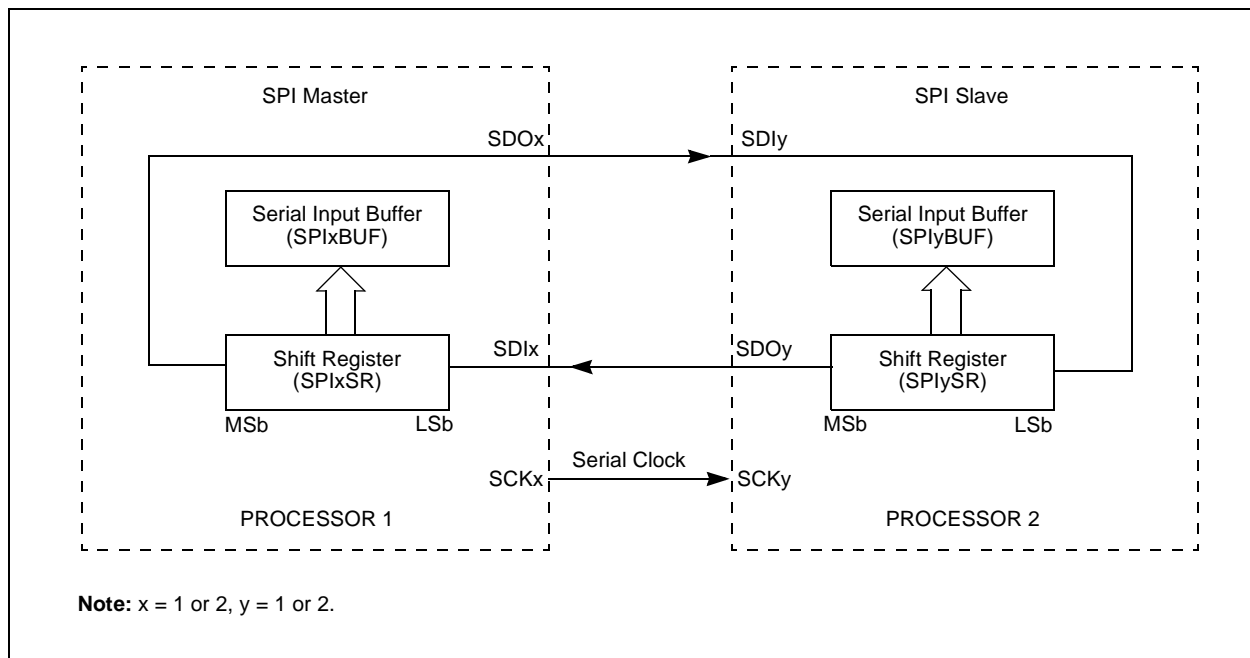 SPI Master
SPI Slave
SDOx
SDIy
Serial Input Buffer
(SPIxBUF)
Serial Input Buffer
(SPIyBUF)
Shift Register
(SPIxSR)
SDIx
SDOy
Shift Register
(SPIySR)
MSb
LSb
MSb
LSb
Serial Clock
SCKx
SCKy
PROCESSOR 1
PROCESSOR 2
Note: x = 1 or 2, y = 1 or 2.